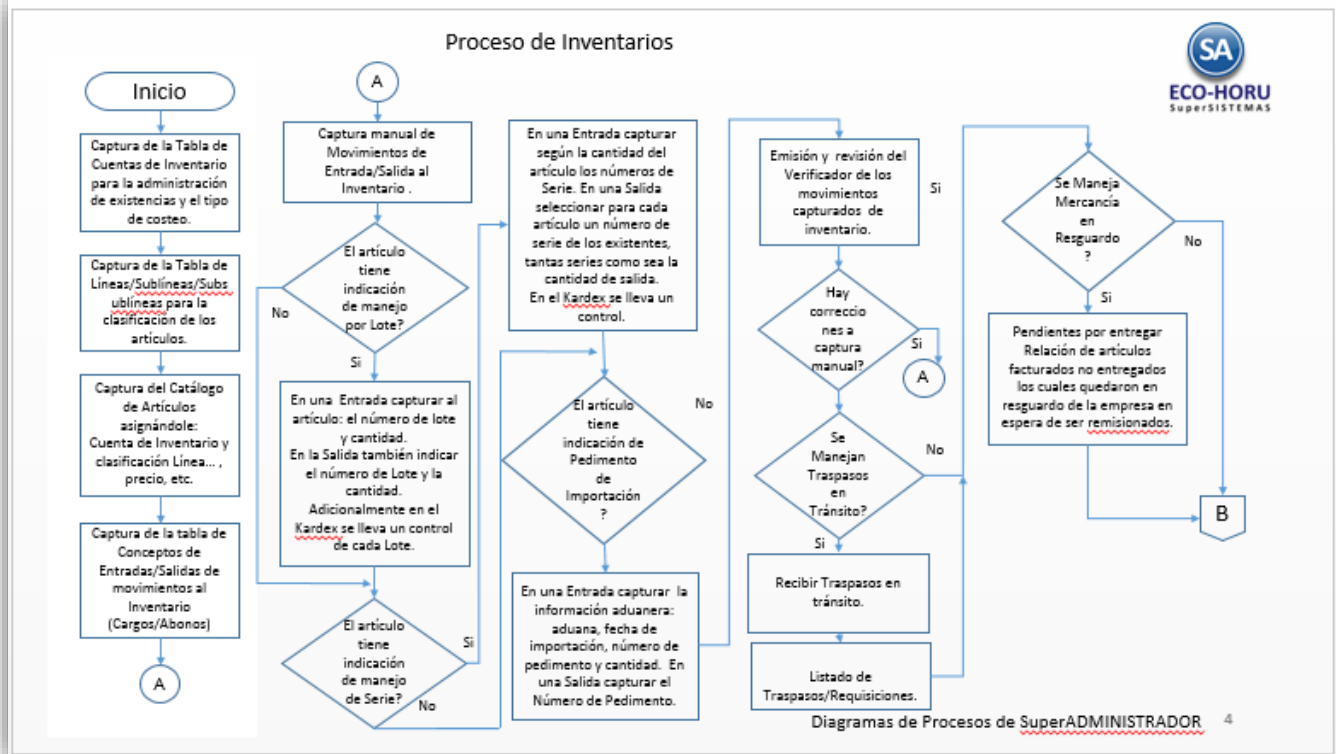 Proceso de Inventarios
SA
ECO-HORU
SuperSISTEMAS
Inicio
Captura de la Tabla de
Cuentas de Inventario
para la administración
de existencias y el tipo
de costeo.
Captura de la Tabla de
Líneas/Sublíneas/Subs
ublíneas para la
clasificación de los
artículos.
Captura del Catálogo
de Artículos
asignándole:
Cuenta de Inventario y
clasificación Línea... ,
precio, etc.
Captura de la tabla de
Conceptos de
Entradas/Salidas de
movimientos al
Inventario
(Cargos/Abonos)
A
A
Captura manual de
Movimientos de
Entrada/Salida al
Inventario .
El artículo
tiene
indicación
de manejo
por Lote?
No
Si
En una Entrada capturar al
artículo: el número de lote
y cantidad.
En la Salida también indicar
el número de Lote y la
cantidad.
Adicionalmente en el
Kardex se lleva un control
de cada Lote.
El artículo
tiene
indicación
de manejo
de Serie?
Si
No
En una Entrada capturar
según la cantidad del
artículo los números de
Serie. En una Salida
seleccionar para cada
artículo un número de
serie de los existentes,
tantas series como sea la
cantidad de salida.
En el Kardex se lleva un
control.
El artículo
tiene
indicación de
Pedimento
de
Importación
?
No
En una Entrada capturar la
información aduanera:
aduana, fecha de
importación, número de
pedimento y cantidad. En
una Salida capturar el
Número de Pedimento.
Emisión y revisión del
Verificador de los
movimientos
capturados de
inventario.
Si
Hay
correccio
nes a
captura
manual?
Si
A
Se
Manejan
Traspasos
en
Tránsito?
No
Si
Recibir Traspasos en
tránsito.
Listado de
Traspasos/Requisiciones.
Se Maneja
Mercancía
en
Resguardo
?
No
Si
Pendientes por entregar
Relación de artículos
facturados no entregados
los cuales quedaron en
resguardo de la empresa en
espera de ser remisionados.
B
Diagramas de Procesos de SuperADMINISTRADOR 4